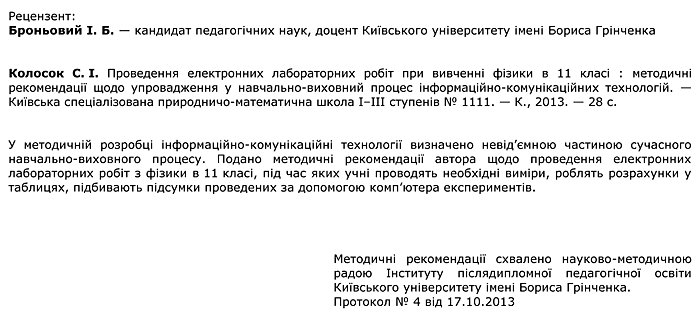 Рецензент:
Броньовий І. Б. — кандидат педагогічних наук, доцент Київського університету імені Бориса Грінченка
Колосок С. І. Проведення електронних лабораторних робіт при вивченні фізики в 11 класі : методичні
рекомендації щодо упровадження у навчально-виховний процес інформаційно-комунікаційних технологій. —
Київська спеціалізована природничо-математична школа І–ІІІ ступенів № 1111. — К., 2013. — 28 с.
У методичній розробці інформаційно-комунікаційні технології визначено невід’ємною частиною сучасного
навчально-виховного процесу. Подано методичні рекомендації автора щодо проведення електронних
лабораторних робіт з фізики в 11 класі, під час яких учні проводять необхідні виміри, роблять розрахунки у
таблицях, підбивають підсумки проведених за допомогою комп’ютера експериментів.
Методичні рекомендації схвалено науково-методичною
радою Інституту післядипломної педагогічної освіти
Київського університету імені Бориса Грінченка.
Протокол № 4 від 17.10.2013